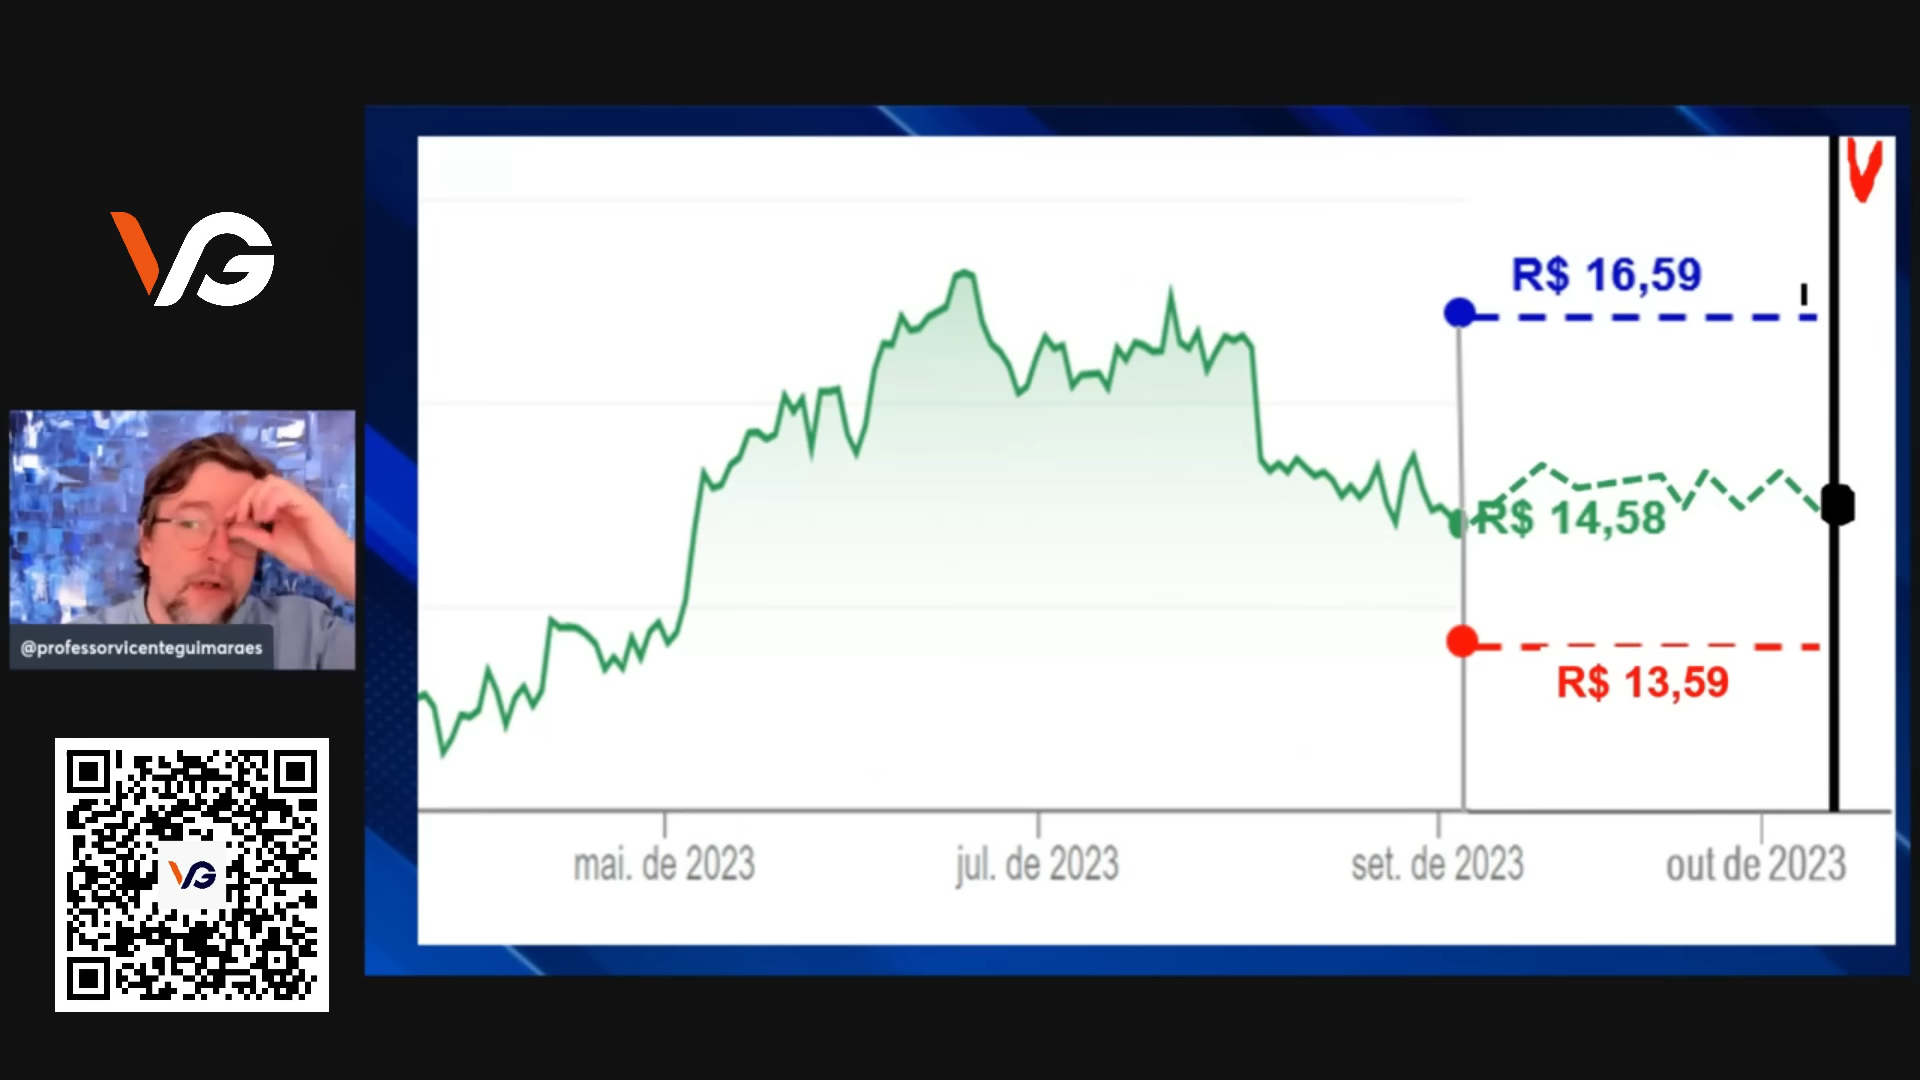 VG
@professorvicenteguimaraes
VG
R$ 16,59
R$ 14,58
R$ 13,59
mai. de 2023
jul. de 2023
set. de 2023
out de 2023